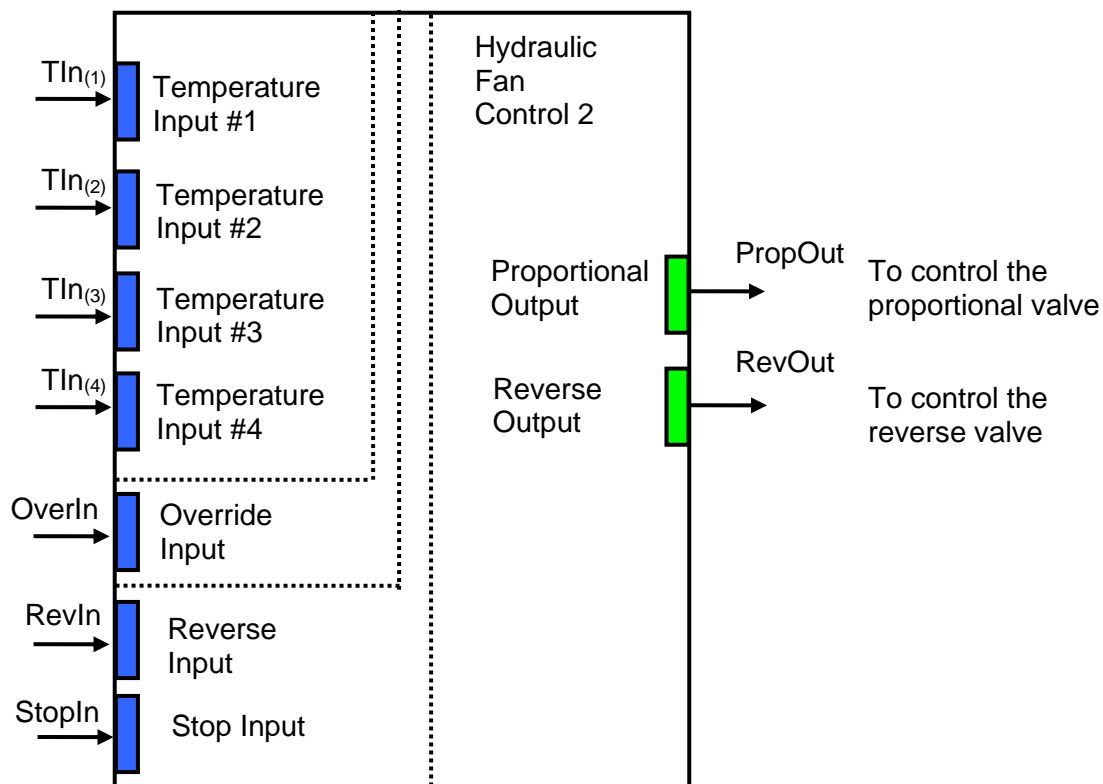 Hydraulic
Fan
Control 2
TIn(1)
Temperature
Input #1
TIn(2)
Temperature
Input #2
TIn(3)
Temperature
Input #3
TIn(4)
Temperature
Input #4
OverIn
Override
Input
RevIn
Reverse
Input
StopIn
Stop Input
Proportional
Output
PropOut
To control the
proportional valve
Reverse
Output
RevOut
To control the
reverse valve